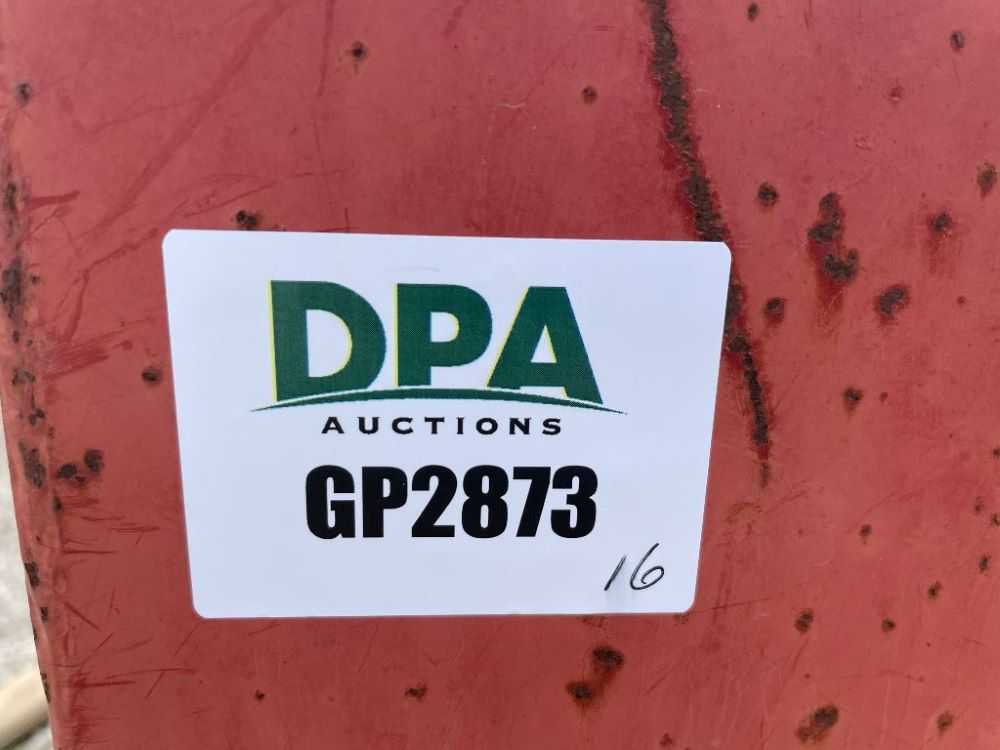 DPA
AUCTIONS
GP2873
16